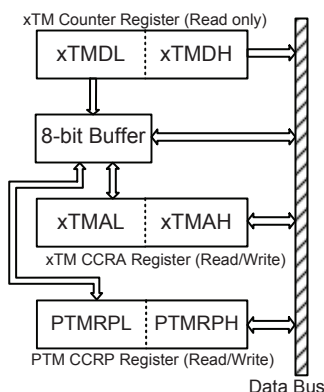 xTM Counter Register (Read only)
xTMDL xTMDH
8-bit Buffer
xTMAL xTMAH
xTM CCRA Register (Read/Write)
PTMRPL PTMRPH
PTM CCRP Register (Read/Write)
Data Bus